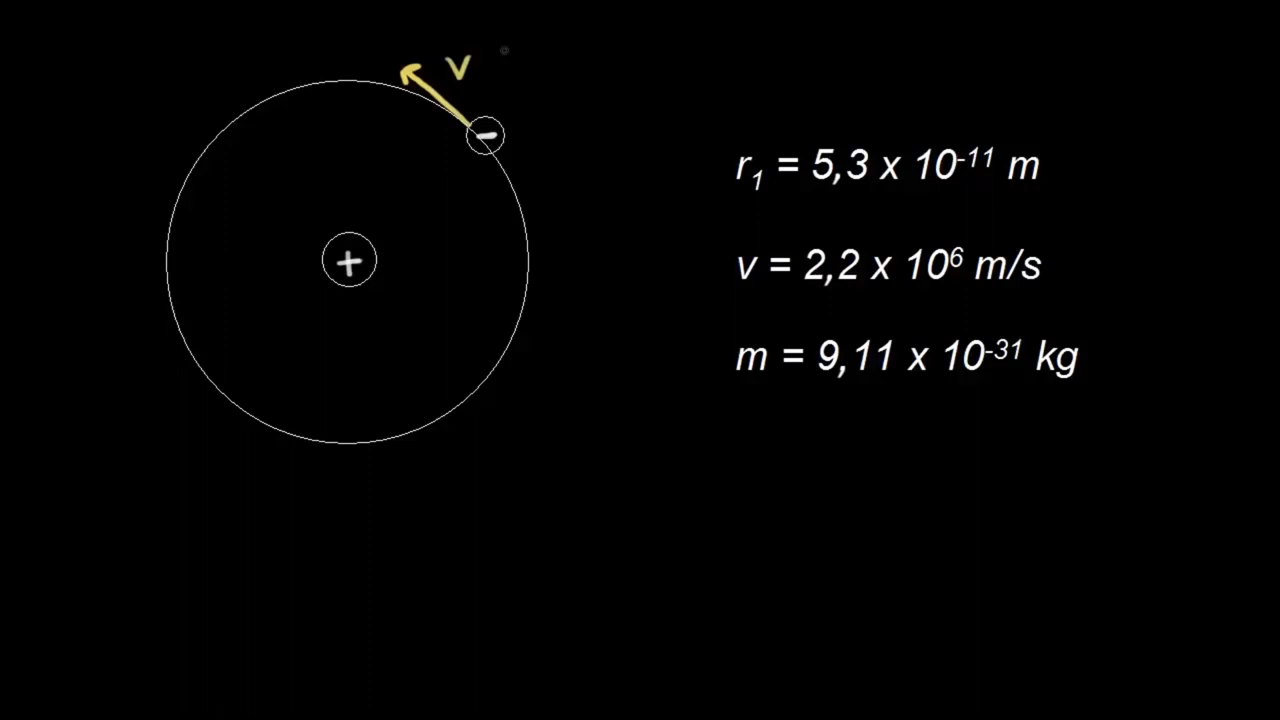 v
-
+
r₁ = 5,3 x 10⁻¹¹ m
v = 2,2 x 10⁶ m/s
m = 9,11 x 10⁻³¹ kg